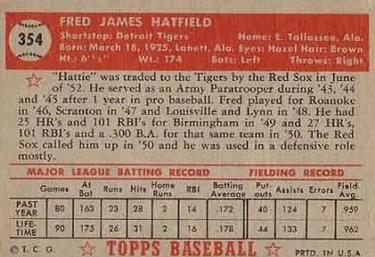 354
FRED JAMES HATFIELD
Shortstop: Detroit Tigers Home: E. Tallassee, Ala.
Born: March 18, 1925, Lanett, Ala. Eyes: Hazel Hair: Brown
Ht.: 6'½" Wt.: 174 Bats: Left Throws: Right
"Hattie" was traded to the Tigers by the Red Sox in June
of '52. He served as an Army Paratrooper during '43, '44
and '45 after 1 year in pro baseball. Fred played for Roanoke
in '46, Scranton in '47 and Louisville and Lynn in '48. He had
25 HR's and 101 RBI's for Birmingham in '49 and 27 HR's,
101 RBI's and a .300 B.A. for that same team in '50. The Red
Sox called him up in '50 and he was used in a defensive role
mostly.
MAJOR LEAGUE BATTING RECORD FIELDING RECORD
Games At Bat Runs Hits Home Runs RBI Batting Average Put-outs Assists Errors Field. Avg.
PAST YEAR 80 163 23 28 2 14 .172 40 124 7 .959
LIFE-TIME 90 175 26 31 2 16 .178 44 133 7 .962
© T. C. G. TOPPS BASEBALL PRTD. IN U.S.A.